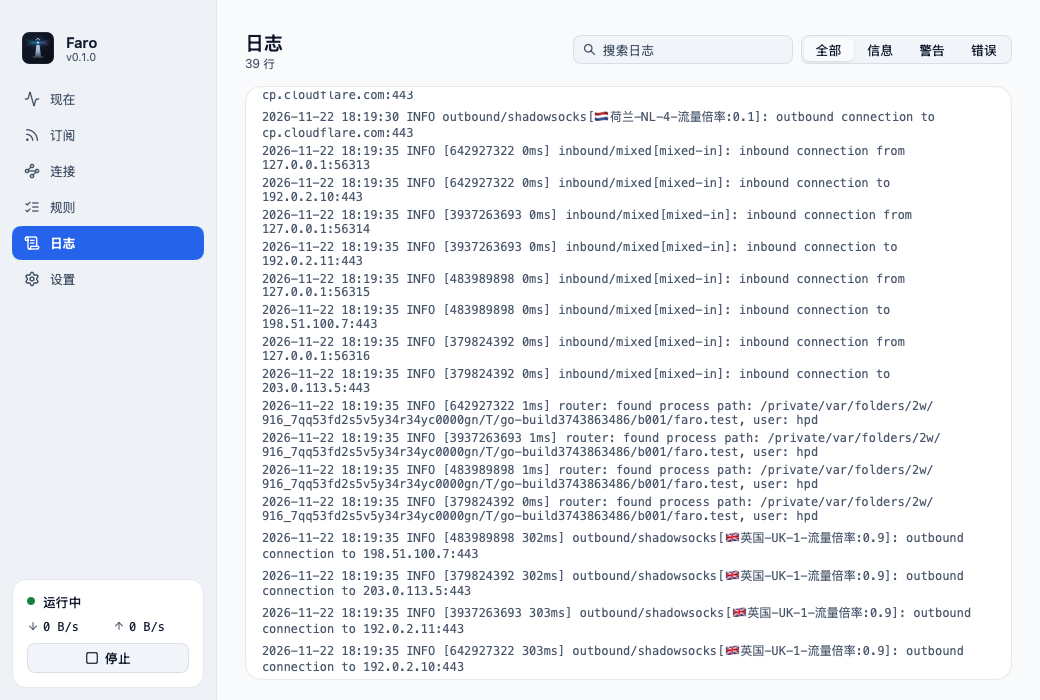 Faro
v0.1.0
现在
订阅
连接
规则
日志
设置
运行中
↓ 0 B/s
↑ 0 B/s
停止
日志
39 行
搜索日志
全部
信息
警告
错误
cp.cloudflare.com:443
2026-11-22 18:19:30 INFO outbound/shadowsocks[🇳🇱荷兰-NL-4-流量倍率:0.1]: outbound connection to
cp.cloudflare.com:443
2026-11-22 18:19:35 INFO [642927322 0ms] inbound/mixed[mixed-in]: inbound connection from
127.0.0.1:56313
2026-11-22 18:19:35 INFO [642927322 0ms] inbound/mixed[mixed-in]: inbound connection to
192.0.2.10:443
2026-11-22 18:19:35 INFO [3937263693 0ms] inbound/mixed[mixed-in]: inbound connection from
127.0.0.1:56314
2026-11-22 18:19:35 INFO [3937263693 0ms] inbound/mixed[mixed-in]: inbound connection to
192.0.2.11:443
2026-11-22 18:19:35 INFO [483989898 0ms] inbound/mixed[mixed-in]: inbound connection from
127.0.0.1:56315
2026-11-22 18:19:35 INFO [483989898 0ms] inbound/mixed[mixed-in]: inbound connection to
198.51.100.7:443
2026-11-22 18:19:35 INFO [379824392 0ms] inbound/mixed[mixed-in]: inbound connection from
127.0.0.1:56316
2026-11-22 18:19:35 INFO [379824392 0ms] inbound/mixed[mixed-in]: inbound connection to
203.0.113.5:443
2026-11-22 18:19:35 INFO [642927322 1ms] router: found process path: /private/var/folders/2w/
916_7qq53fd2s5v5y34r34yc0000gn/T/go-build3743863486/b001/faro.test, user: hpd
2026-11-22 18:19:35 INFO [3937263693 1ms] router: found process path: /private/var/folders/2w/
916_7qq53fd2s5v5y34r34yc0000gn/T/go-build3743863486/b001/faro.test, user: hpd
2026-11-22 18:19:35 INFO [483989898 1ms] router: found process path: /private/var/folders/2w/
916_7qq53fd2s5v5y34r34yc0000gn/T/go-build3743863486/b001/faro.test, user: hpd
2026-11-22 18:19:35 INFO [379824392 0ms] router: found process path: /private/var/folders/2w/
916_7qq53fd2s5v5y34r34yc0000gn/T/go-build3743863486/b001/faro.test, user: hpd
2026-11-22 18:19:35 INFO [483989898 302ms] outbound/shadowsocks[🇬🇧英国-UK-1-流量倍率:0.9]: outbound
connection to 198.51.100.7:443
2026-11-22 18:19:35 INFO [379824392 302ms] outbound/shadowsocks[🇬🇧英国-UK-1-流量倍率:0.9]: outbound
connection to 203.0.113.5:443
2026-11-22 18:19:35 INFO [3937263693 303ms] outbound/shadowsocks[🇬🇧英国-UK-1-流量倍率:0.9]: outbound
connection to 192.0.2.11:443
2026-11-22 18:19:35 INFO [642927322 303ms] outbound/shadowsocks[🇬🇧英国-UK-1-流量倍率:0.9]: outbound
connection to 192.0.2.10:443